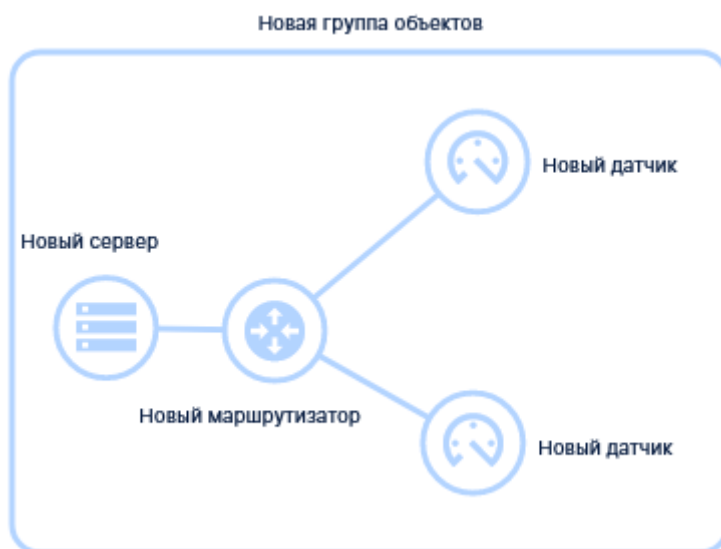 Новая группа объектов
Новый датчик
Новый сервер
Новый маршрутизатор
Новый датчик